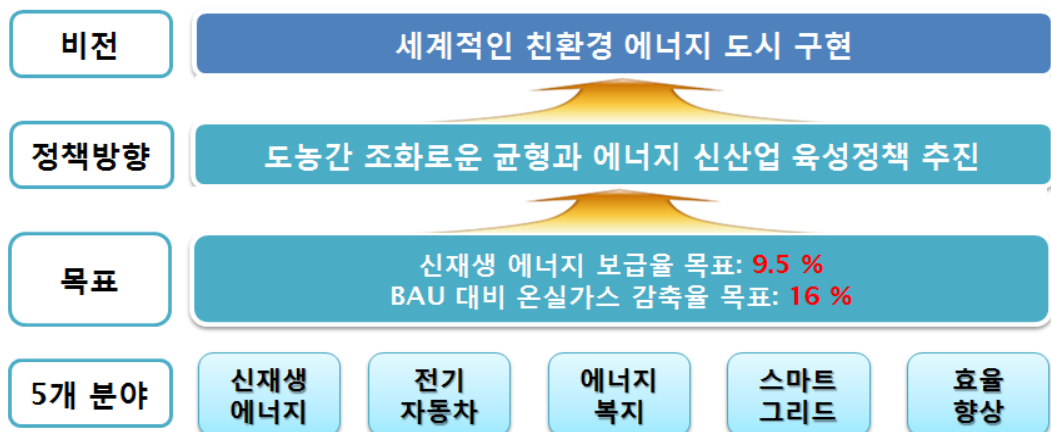 비전
세계적인 친환경 에너지 도시 구현
정책방향
도농간 조화로운 균형과 에너지 신산업 육성정책 추진
목표
신재생 에너지 보급율 목표: 9.5 %
BAU 대비 온실가스 감축율 목표: 16 %
5개 분야
신재생
에너지
전기
자동차
에너지
복지
스마트
그리드
효율
향상